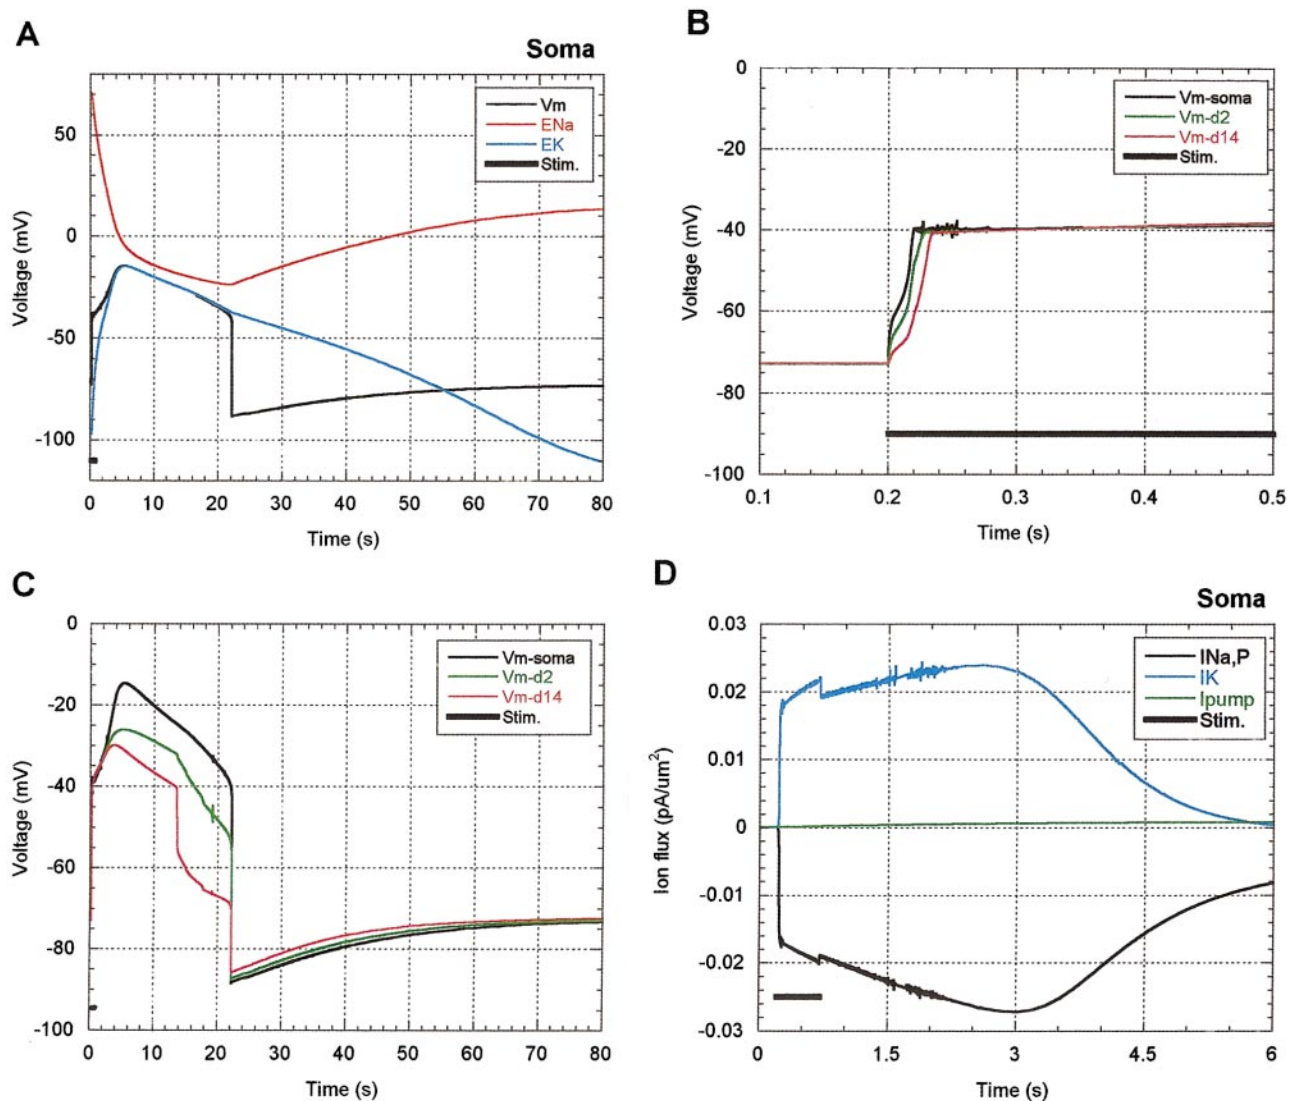 A
Soma
Vm
ENa
EK
Stim.
Voltage (mV)
50
0
-50
-100
0 10 20 30 40 50 60 70 80
Time (s)
B
Vm-soma
Vm-d2
Vm-d14
Stim.
Voltage (mV)
0
-20
-40
-60
-80
-100
0.1 0.2 0.3 0.4 0.5
Time (s)
C
Vm-soma
Vm-d2
Vm-d14
Stim.
Voltage (mV)
0
-20
-40
-60
-80
-100
0 10 20 30 40 50 60 70 80
Time (s)
D
Soma
INa,P
IK
Ipump
Stim.
Ion flux (pA/um²)
0.03
0.02
0.01
0
-0.01
-0.02
-0.03
0 1.5 3 4.5 6
Time (s)